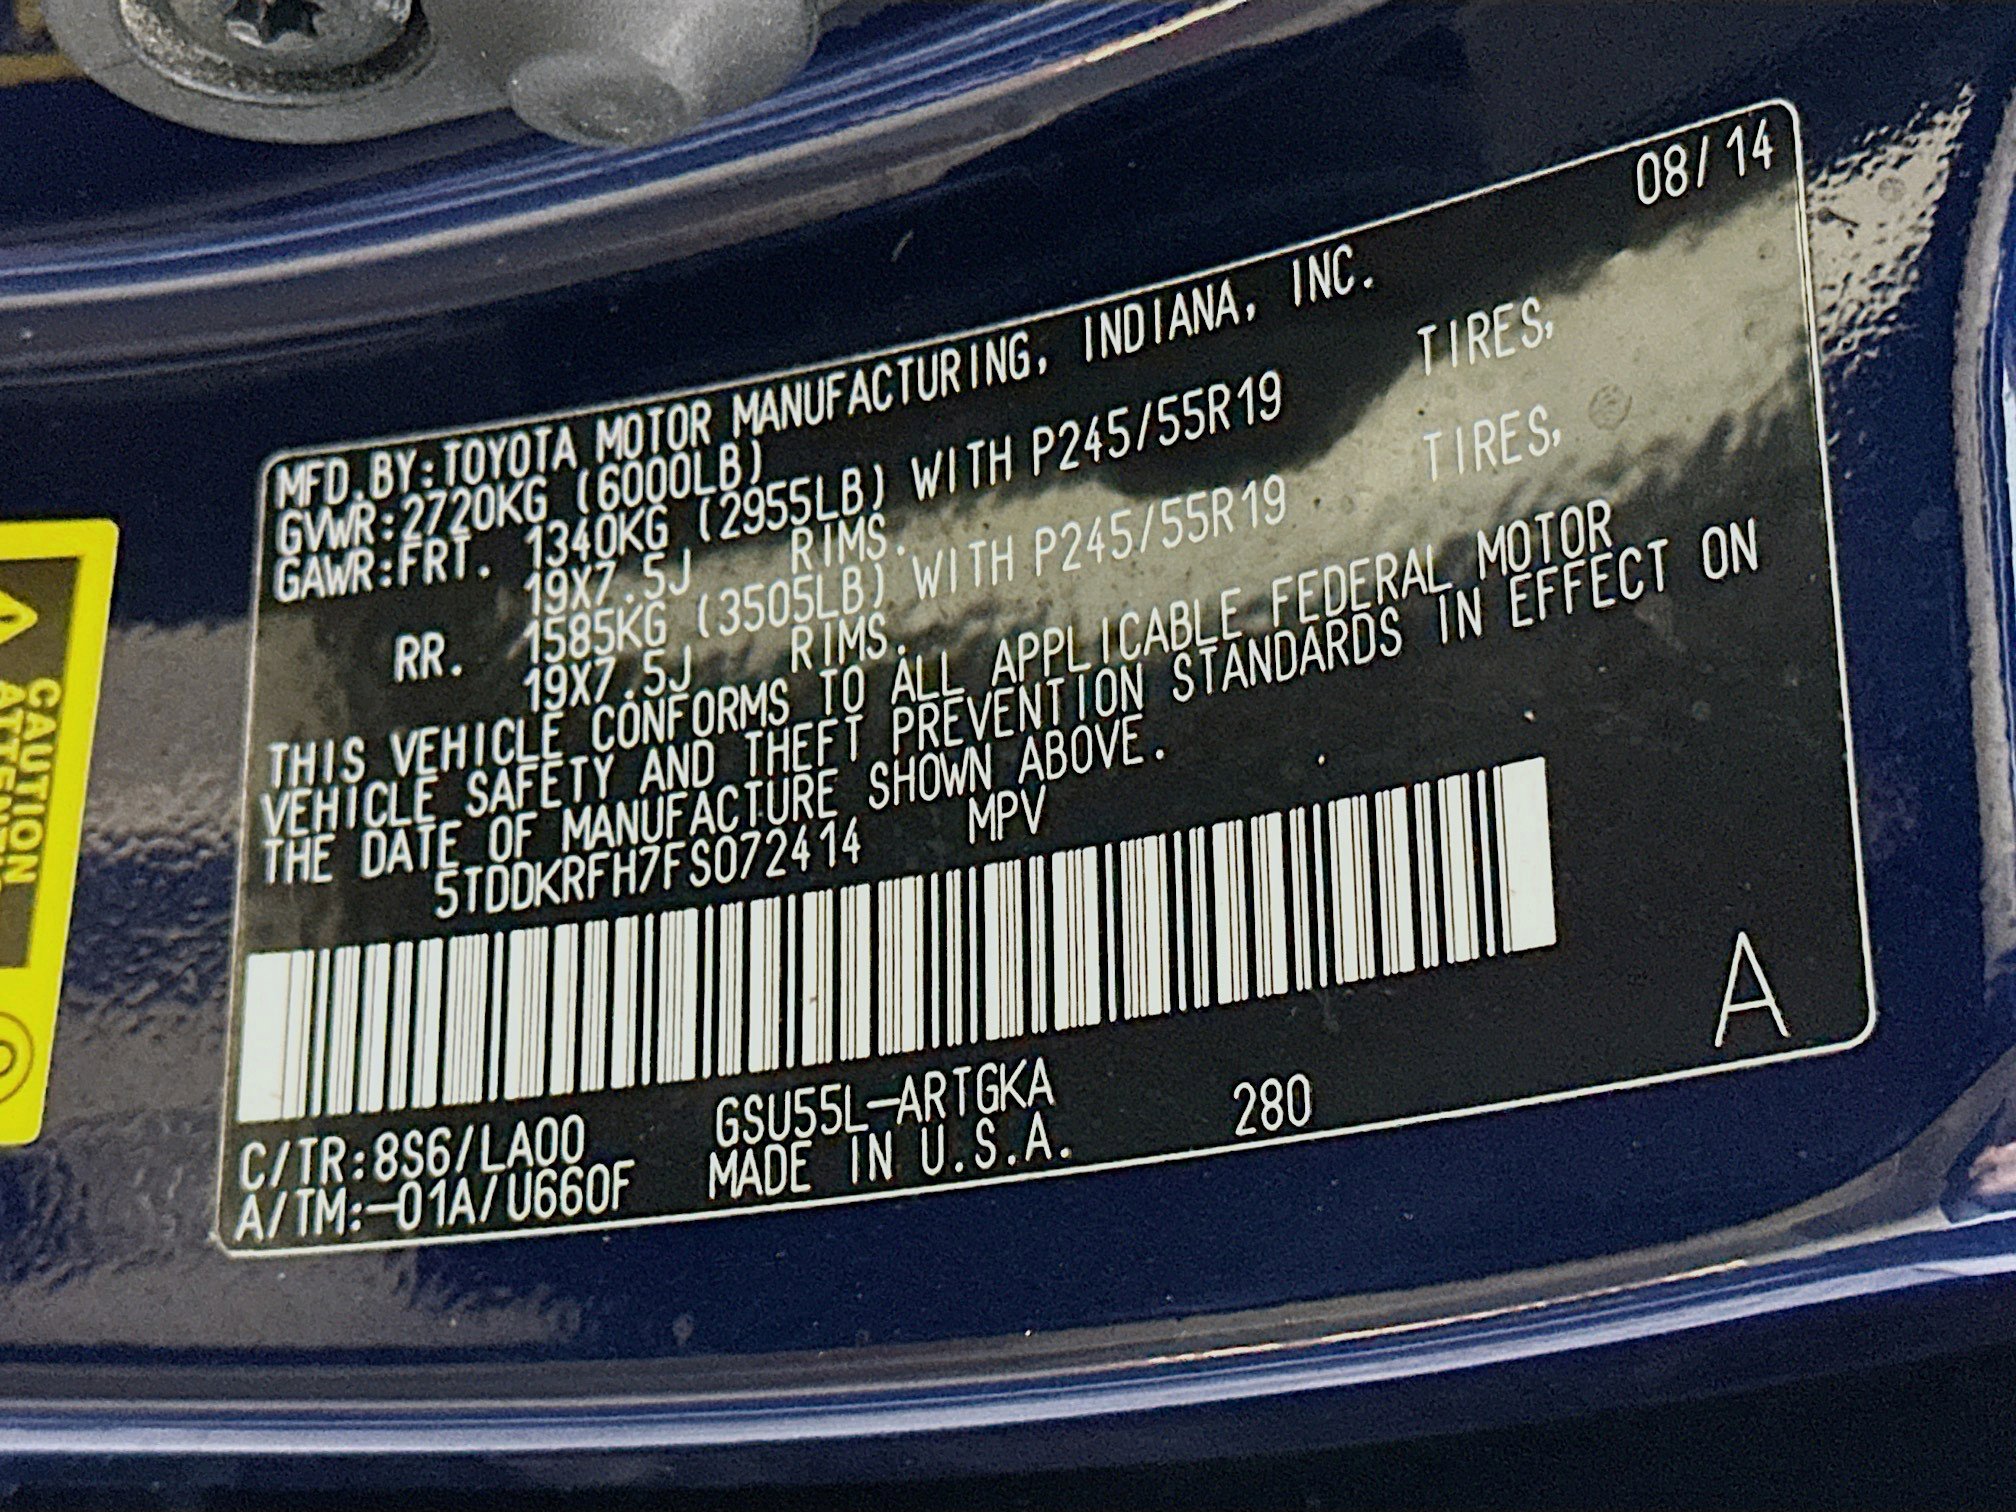 08/14
MFD.BY:TOYOTA MOTOR MANUFACTURING, INDIANA, INC.
GVWR:2720KG (6000LB)
GAWR:FRT. 1340KG (2955LB) WITH P245/55R19 TIRES,
19X7.5J RIMS.
RR. 1585KG (3505LB) WITH P245/55R19 TIRES,
19X7.5J RIMS.
THIS VEHICLE CONFORMS TO ALL APPLICABLE FEDERAL MOTOR
VEHICLE SAFETY AND THEFT PREVENTION STANDARDS IN EFFECT ON
THE DATE OF MANUFACTURE SHOWN ABOVE.
5TDDKRFH7FS072414 MPV
A
C/TR:8S6/LA00 GSU55L-ARTGKA 280
A/TM:-01A/U660F MADE IN U.S.A.
CAUTION